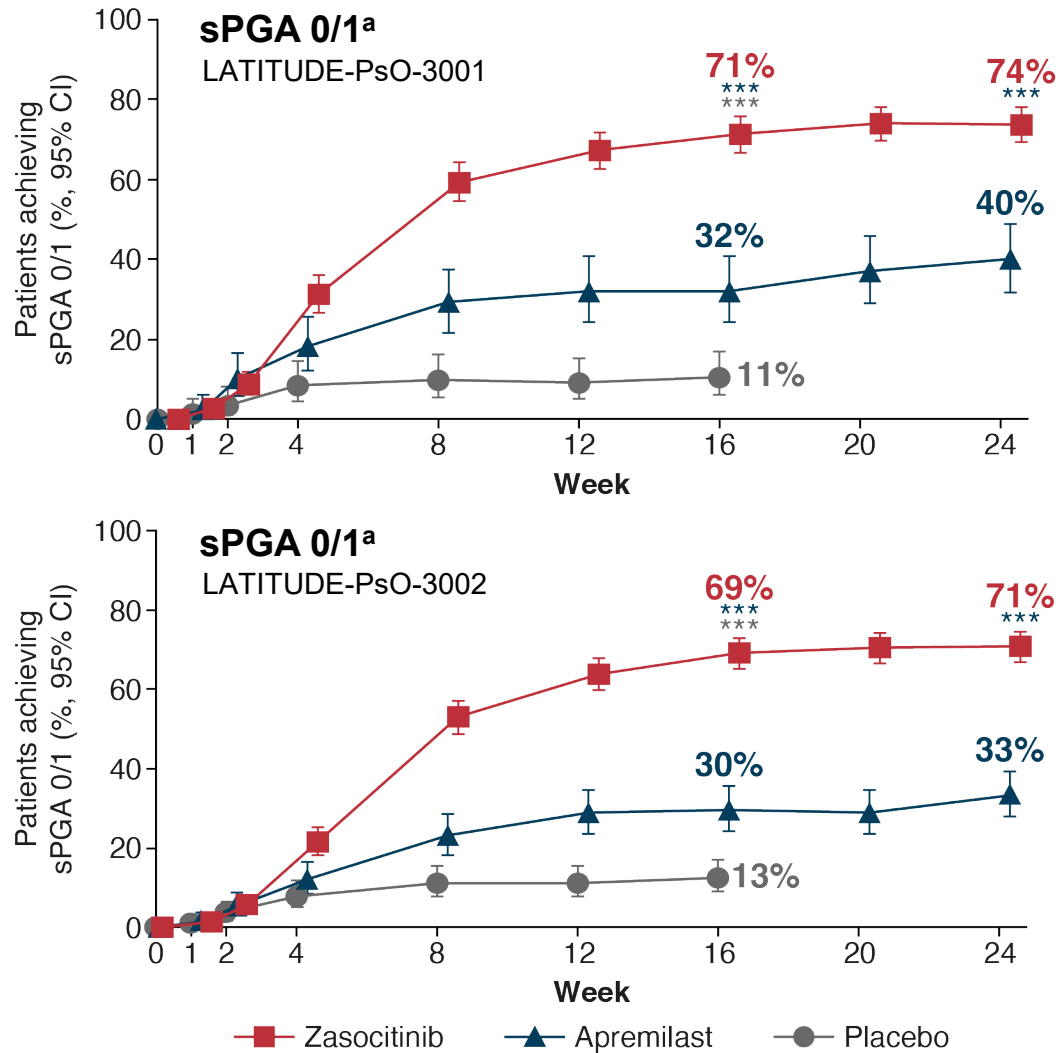 sPGA 0/1ᵃ
LATITUDE-PsO-3001
Patients achieving
sPGA 0/1 (%, 95% CI)
100
80
60
40
20
0
71%
***
***
74%
***
32%
40%
11%
0 1 2 4 8 12 16 20 24
Week
sPGA 0/1ᵃ
LATITUDE-PsO-3002
Patients achieving
sPGA 0/1 (%, 95% CI)
100
80
60
40
20
0
69%
***
***
71%
***
30%
33%
13%
0 1 2 4 8 12 16 20 24
Week
Zasocitinib Apremilast Placebo